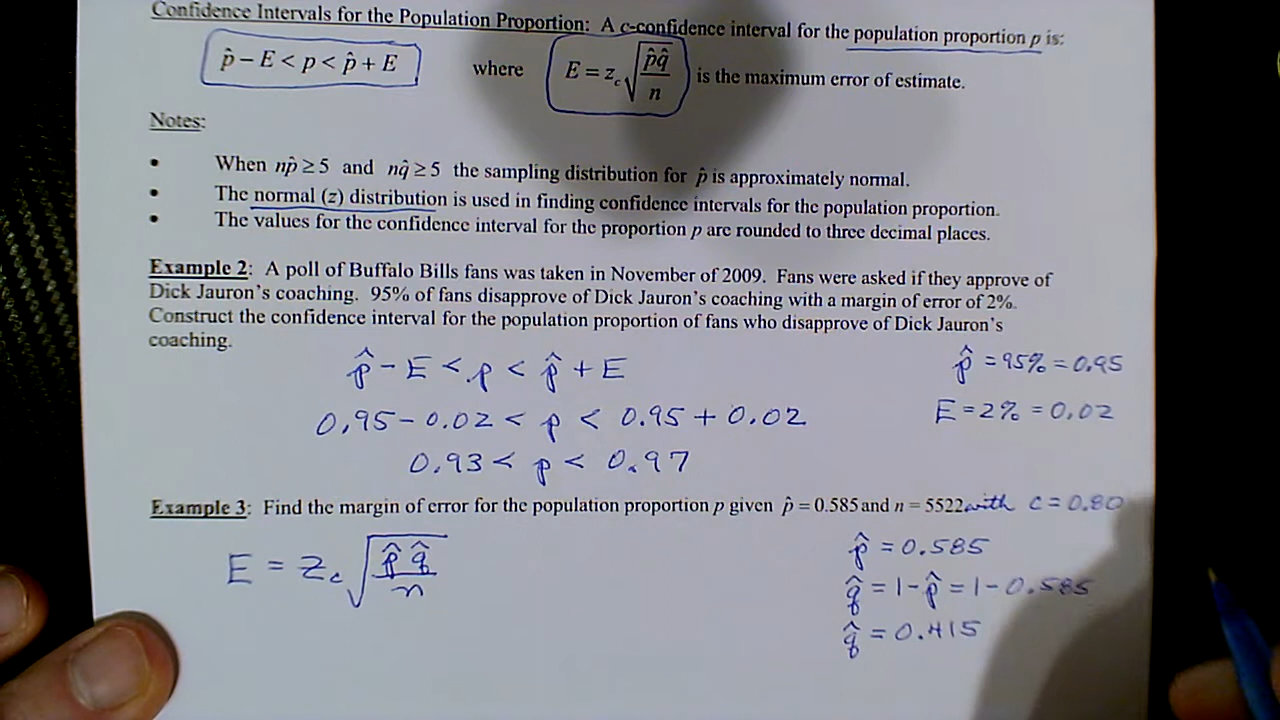 Confidence Intervals for the Population Proportion: A c-confidence interval for the population proportion p is:
p̂ − E < p < p̂ + E where E = z_c √(p̂q̂/n) is the maximum error of estimate.
Notes:
• When np̂ ≥ 5 and nq̂ ≥ 5 the sampling distribution for p̂ is approximately normal.
• The normal (z) distribution is used in finding confidence intervals for the population proportion.
• The values for the confidence interval for the proportion p are rounded to three decimal places.
Example 2: A poll of Buffalo Bills fans was taken in November of 2009. Fans were asked if they approve of
Dick Jauron's coaching. 95% of fans disapprove of Dick Jauron's coaching with a margin of error of 2%.
Construct the confidence interval for the population proportion of fans who disapprove of Dick Jauron's
coaching.
p̂ − E < p < p̂ + E
p̂ = 95% = 0.95
0.95 − 0.02 < p < 0.95 + 0.02
E = 2% = 0.02
0.93 < p < 0.97
Example 3: Find the margin of error for the population proportion p given p̂ = 0.585 and n = 5522 with c = 0.80
E = z_c √(p̂q̂/n)
p̂ = 0.585
q̂ = 1 − p̂ = 1 − 0.585
q̂ = 0.415